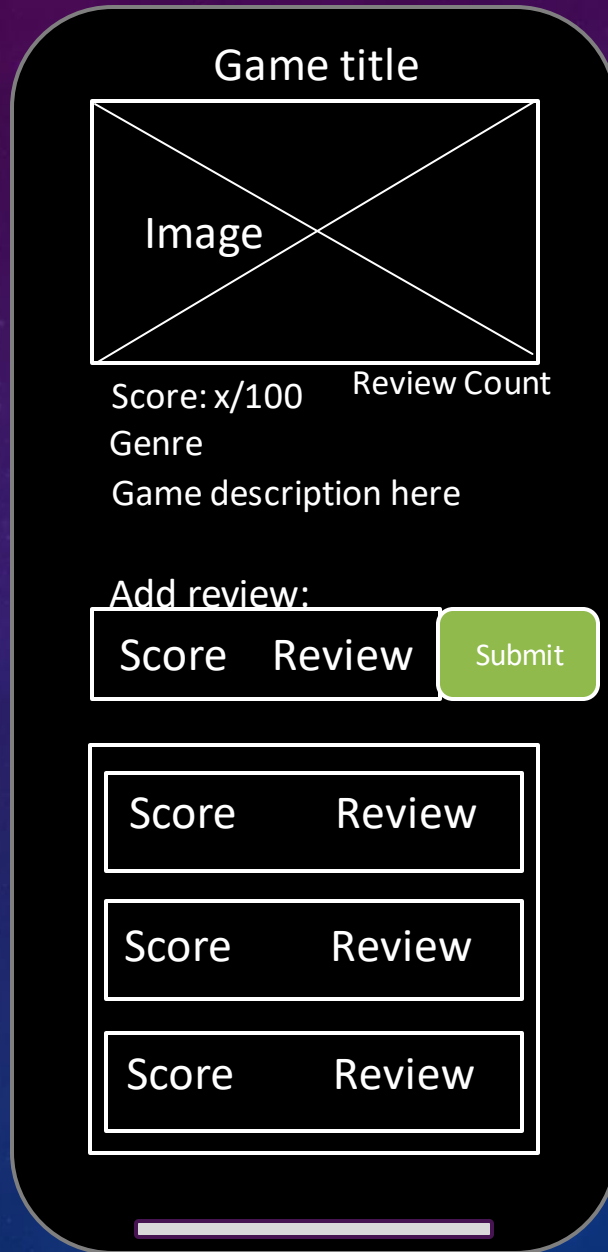 Game title
Image
Score: x/100 Review Count
Genre
Game description here
Add review:
Score Review Submit
Score Review
Score Review
Score Review